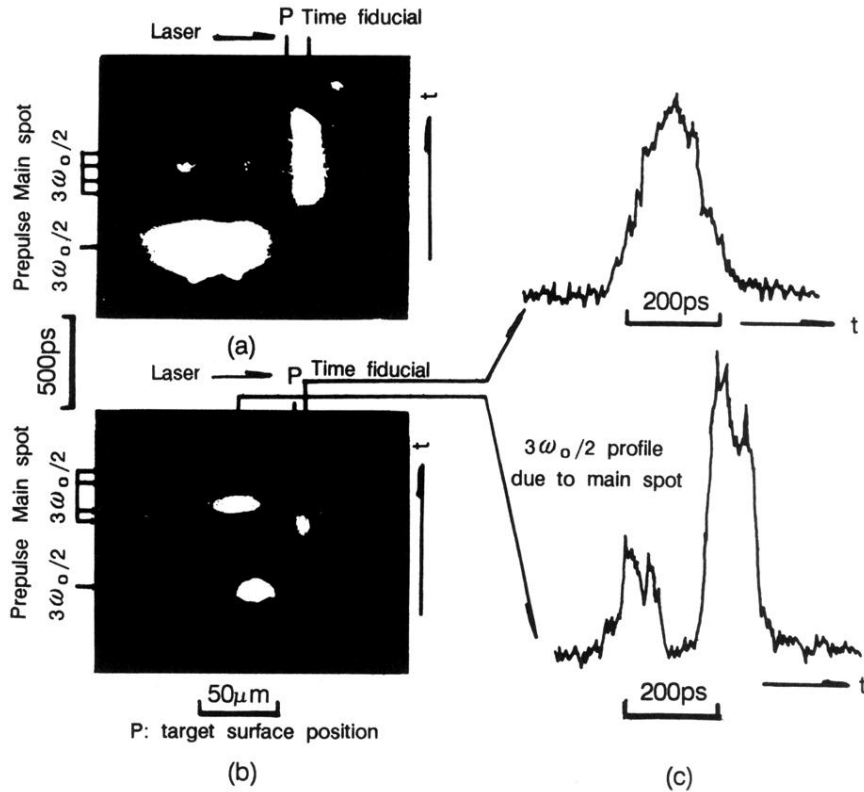 P Time fiducial
Laser
t
Main spot
3ω₀/2
Prepulse
3ω₀/2
(a)
500ps
200ps
t
Laser
P Time fiducial
t
Main spot
3ω₀/2
Prepulse
3ω₀/2
3ω₀/2 profile
due to main spot
50μm
P: target surface position
(b)
200ps
t
(c)